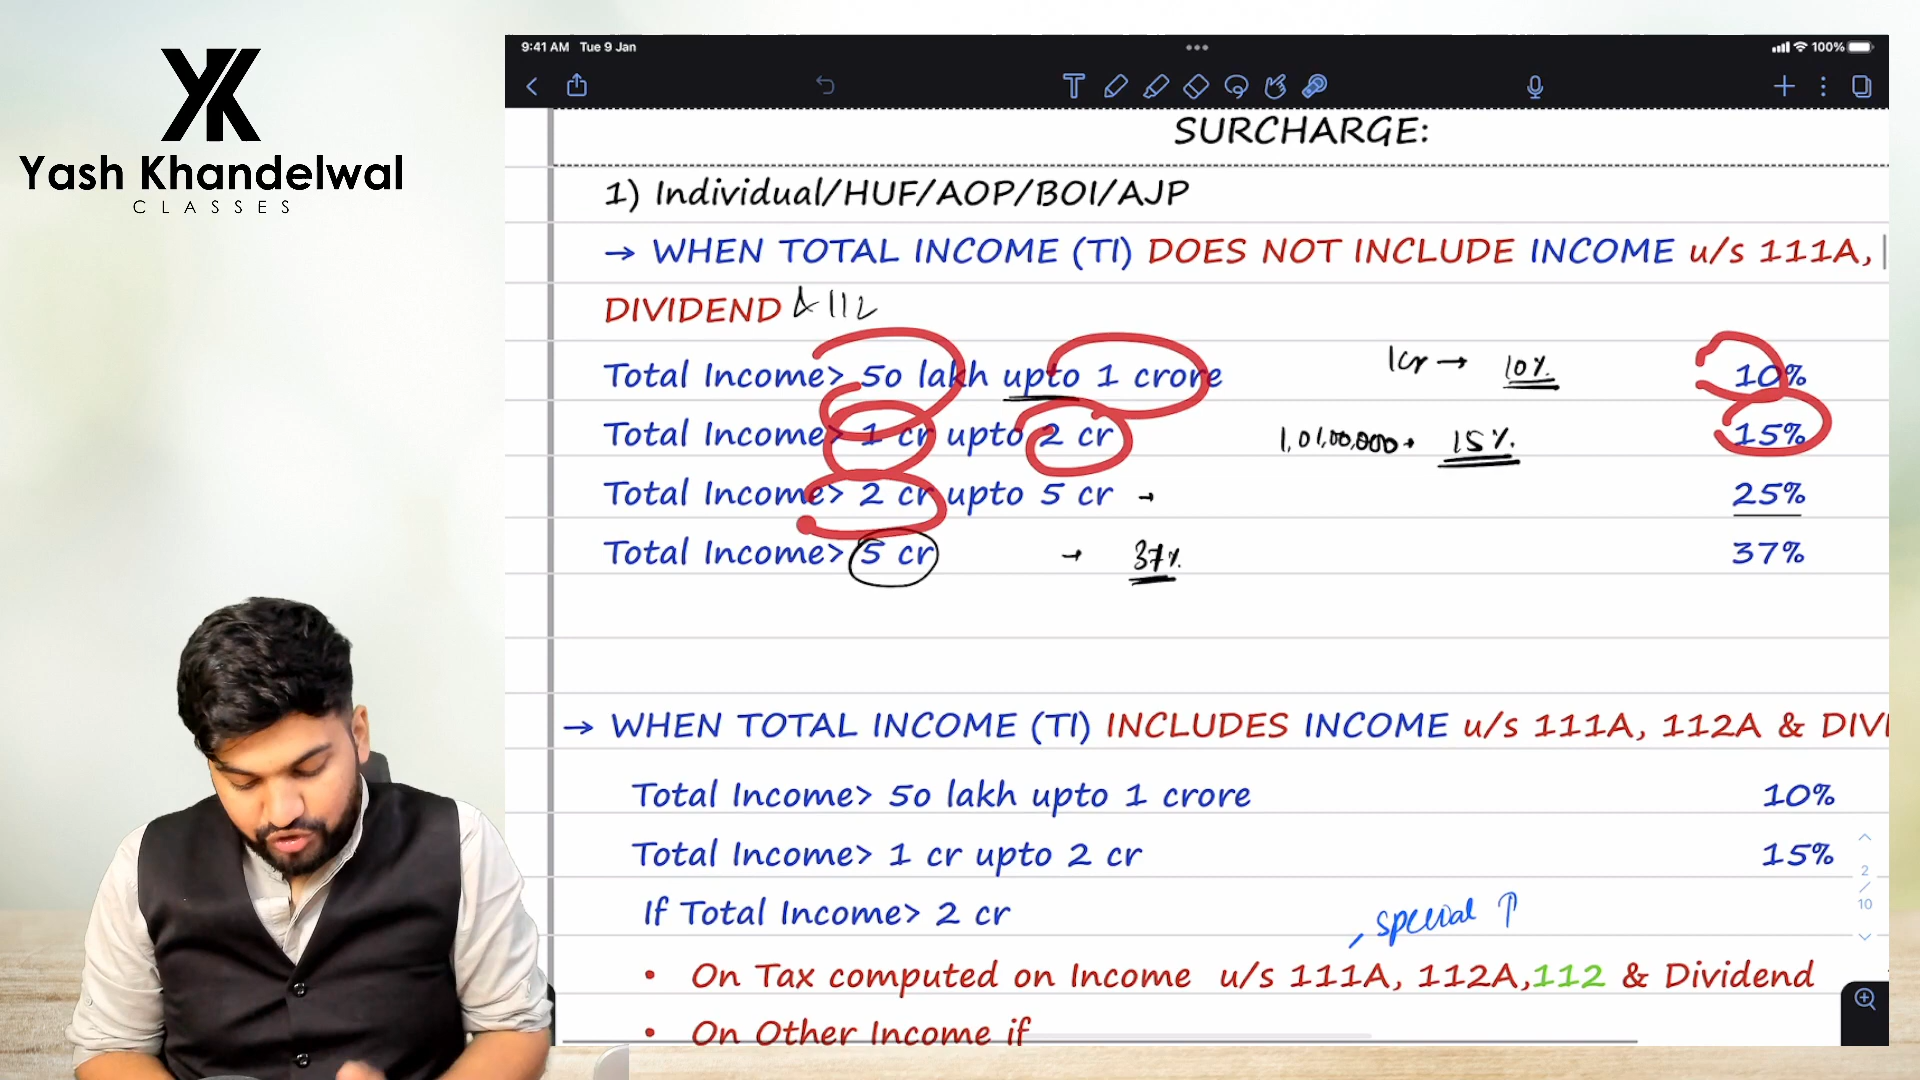 Yash Khandelwal
CLASSES
9:41 AM Tue 9 Jan
100%
SURCHARGE:
1) Individual/HUF/AOP/BOI/AJP
→ WHEN TOTAL INCOME (TI) DOES NOT INCLUDE INCOME u/s 111A,
DIVIDEND & 112
Total Income> 50 lakh upto 1 crore 1cr → 10% 10%
Total Income> 1 cr upto 2 cr 1,01,00,000→ 15% 15%
Total Income> 2 cr upto 5 cr → 25%
Total Income> 5 cr → 37% 37%
→ WHEN TOTAL INCOME (TI) INCLUDES INCOME u/s 111A, 112A & DIVI
Total Income> 50 lakh upto 1 crore 10%
Total Income> 1 cr upto 2 cr 15%
2
/
10
If Total Income> 2 cr
special ↑
• On Tax computed on Income u/s 111A, 112A,112 & Dividend
• On Other Income if